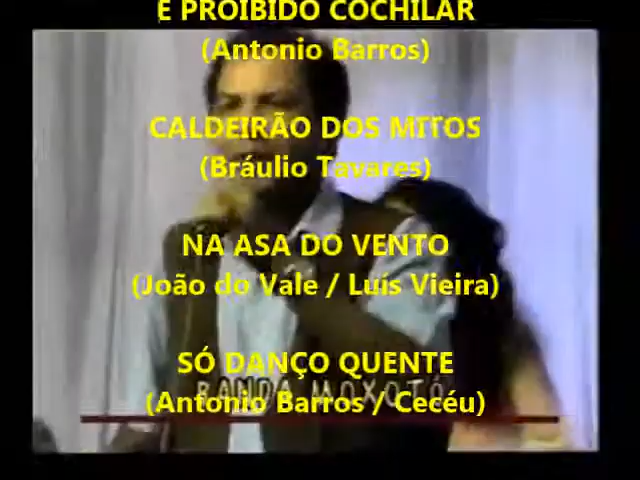 É PROIBIDO COCHILAR
(Antonio Barros)
CALDEIRÃO DOS MITOS
(Bráulio Tavares)
NA ASA DO VENTO
(João do Vale / Luís Vieira)
SÓ DANÇO QUENTE
BANDA MOXOTÓ
(Antonio Barros / Cecéu)